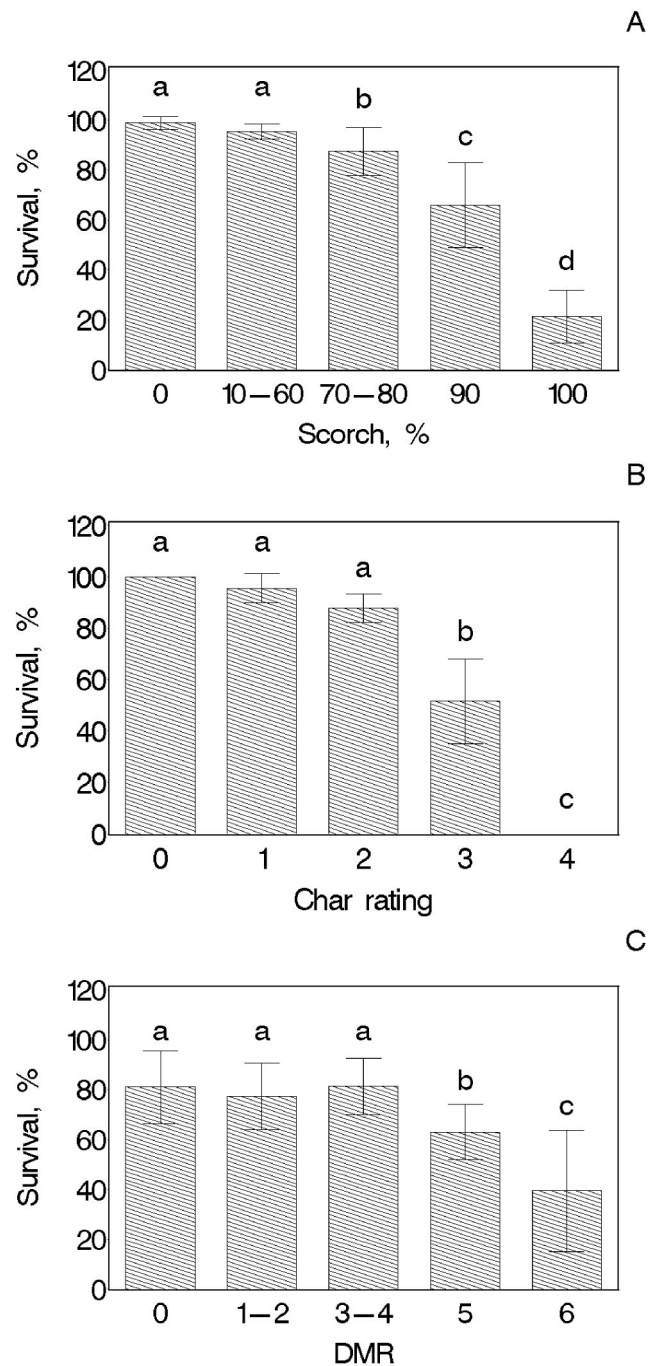 A
120
100
80
60
40
20
0
Survival, %
a a b c d
0 10–60 70–80 90 100
Scorch, %
B
120
100
80
60
40
20
0
Survival, %
a a a b c
0 1 2 3 4
Char rating
C
120
100
80
60
40
20
0
Survival, %
a a a b c
0 1–2 3–4 5 6
DMR